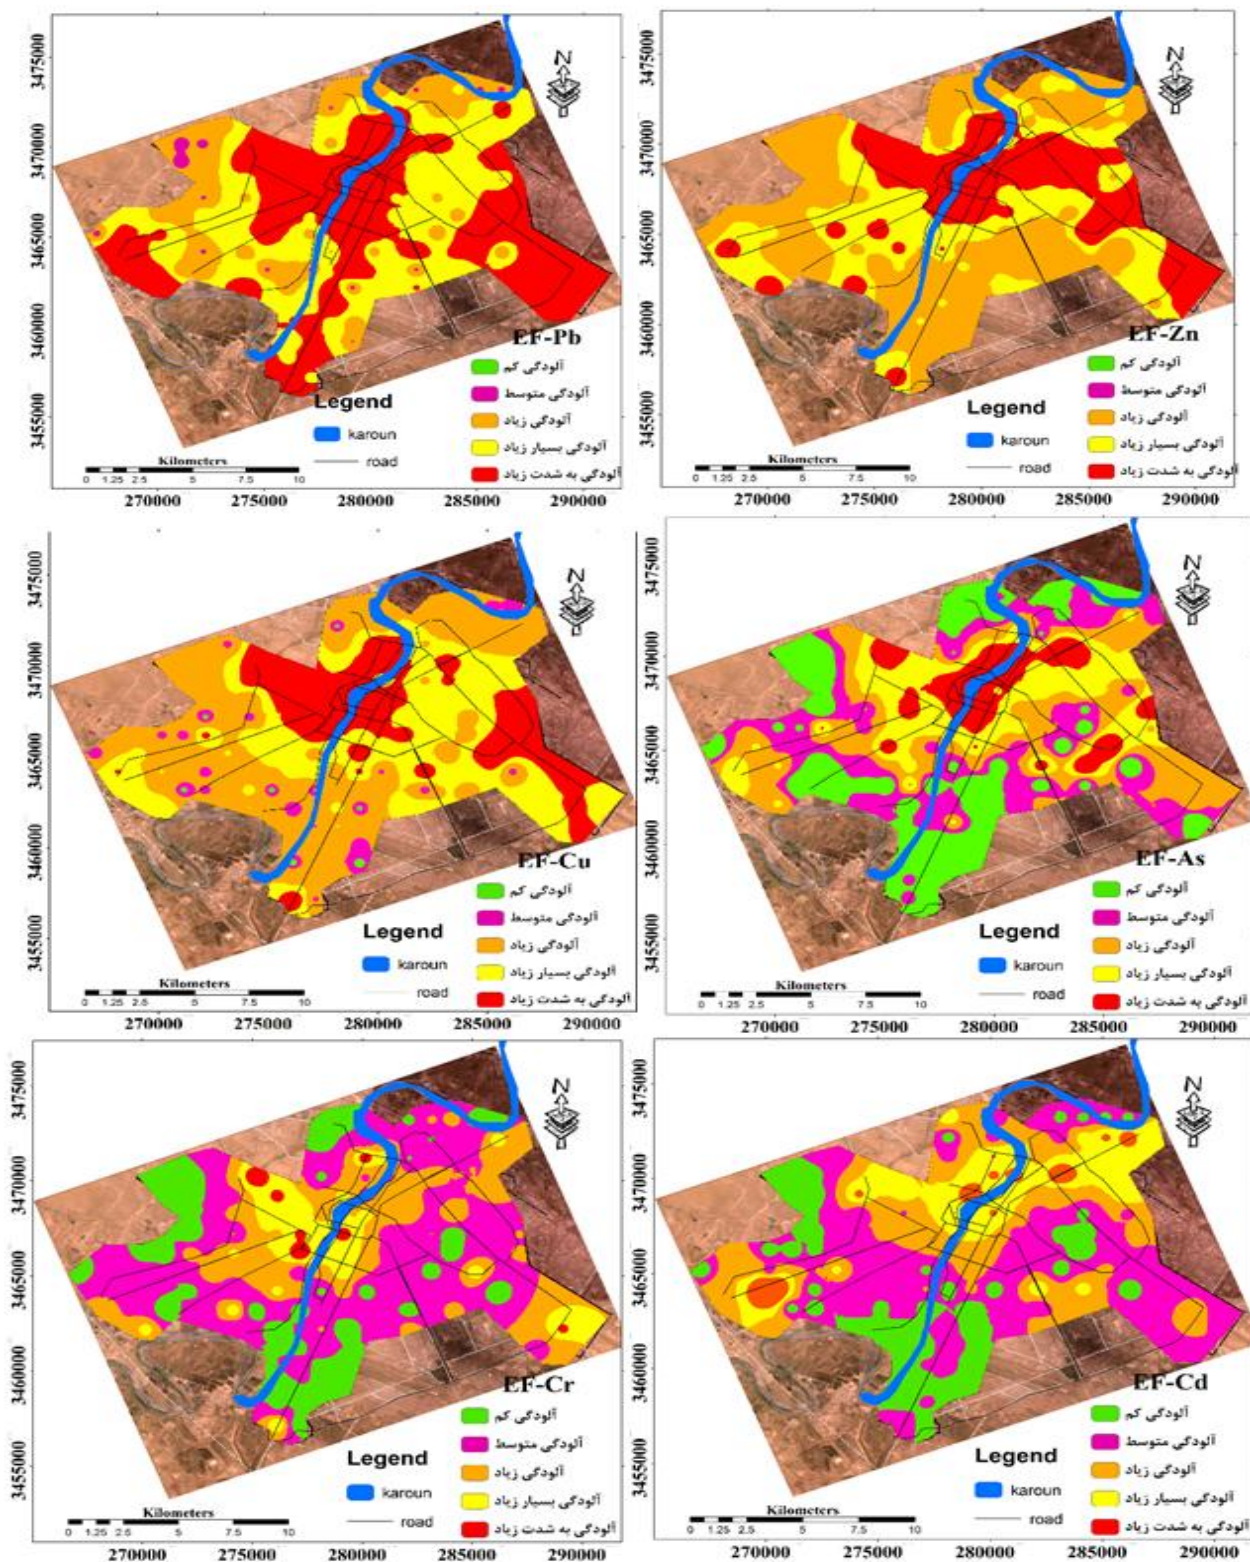 N
3475000
3470000
3465000
3460000
3455000
EF-Pb
آلودگی کم
آلودگی متوسط
آلودگی زیاد
آلودگی بسیار زیاد
آلودگی به شدت زیاد
Legend
karoun
road
Kilometers
0 1.25 2.5 5 7.5 10
270000 275000 280000 285000 290000
N
3475000
3470000
3465000
3460000
3455000
EF-Zn
آلودگی کم
آلودگی متوسط
آلودگی زیاد
آلودگی بسیار زیاد
آلودگی به شدت زیاد
Legend
karoun
road
Kilometers
0 1.25 2.5 5 7.5 10
270000 275000 280000 285000 290000
N
3475000
3470000
3465000
3460000
3455000
EF-Cu
آلودگی کم
آلودگی متوسط
آلودگی زیاد
آلودگی بسیار زیاد
آلودگی به شدت زیاد
Legend
karoun
road
Kilometers
0 1.25 2.5 5 7.5 10
270000 275000 280000 285000 290000
N
3475000
3470000
3465000
3460000
3455000
EF-As
آلودگی کم
آلودگی متوسط
آلودگی زیاد
آلودگی بسیار زیاد
آلودگی به شدت زیاد
Legend
karoun
road
Kilometers
0 1.25 2.5 5 7.5 10
270000 275000 280000 285000 290000
N
3475000
3470000
3465000
3460000
3455000
EF-Cr
آلودگی کم
آلودگی متوسط
آلودگی زیاد
آلودگی بسیار زیاد
آلودگی به شدت زیاد
Legend
karoun
road
Kilometers
0 1.25 2.5 5 7.5 10
270000 275000 280000 285000 290000
N
3475000
3470000
3465000
3460000
3455000
EF-Cd
آلودگی کم
آلودگی متوسط
آلودگی زیاد
آلودگی بسیار زیاد
آلودگی به شدت زیاد
Legend
karoun
road
Kilometers
0 1.25 2.5 5 7.5 10
270000 275000 280000 285000 290000